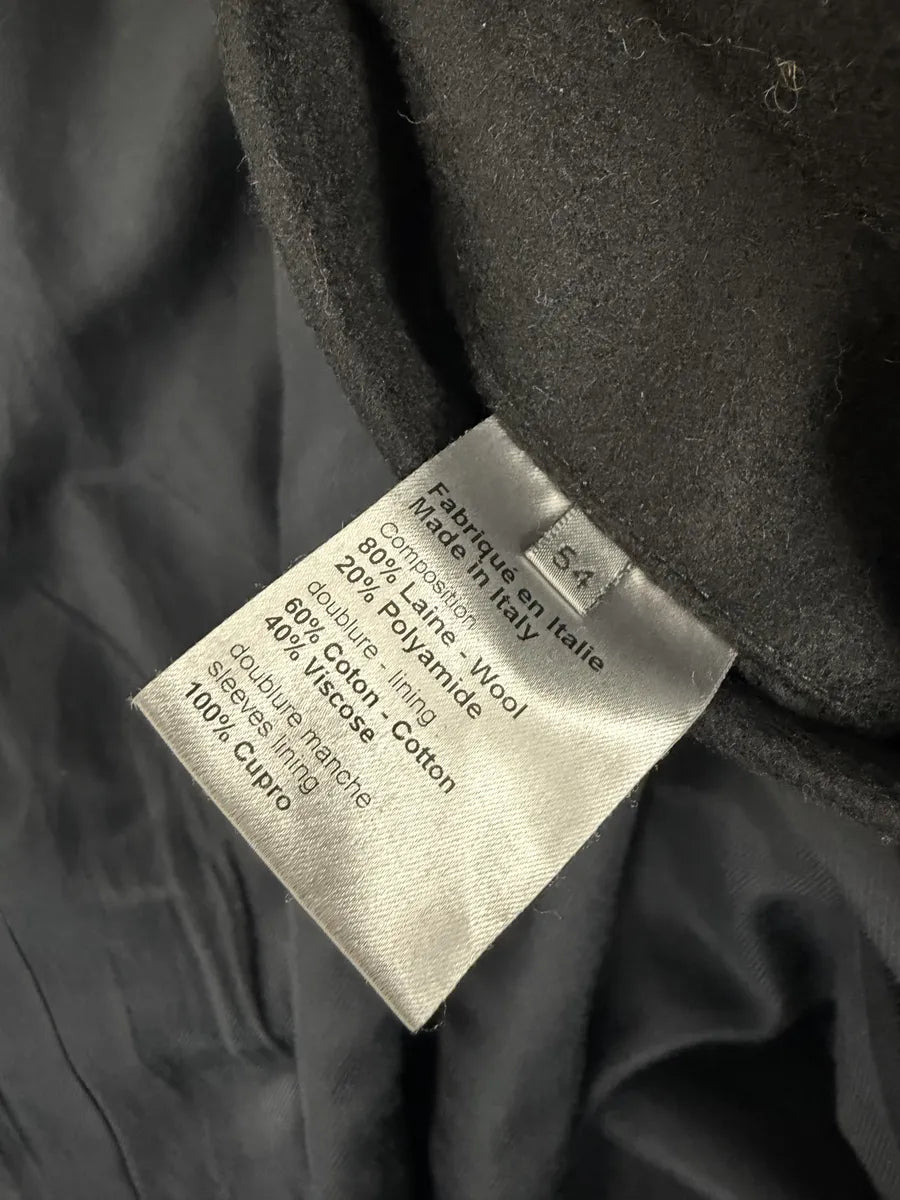 54
Fabriqué en Italie
Made in Italy
Composition
80% Laine - Wool
20% Polyamide
doublure - lining
60% Coton - Cotton
40% Viscose
doublure manche
sleeves lining
100% Cupro